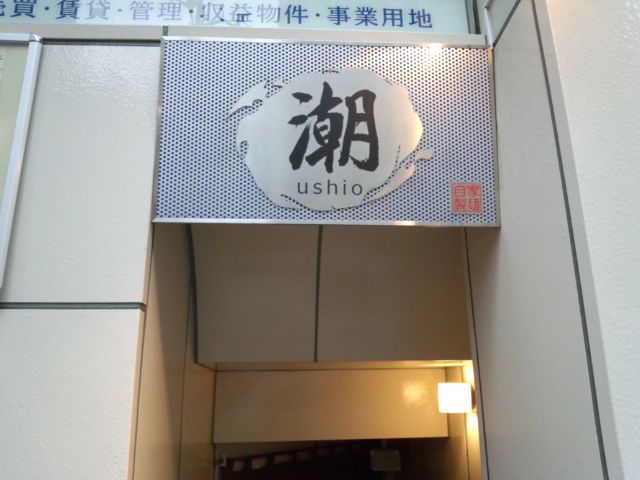 売買・賃貸・管理・収益物件・事業用地
潮
ushio
自家
製麺